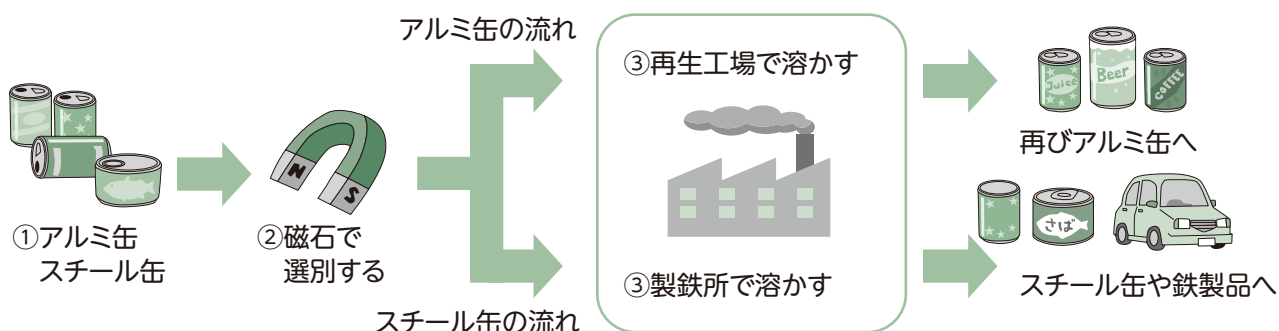 アルミ缶の流れ
③再生工場で溶かす
Juice
Beer
COFFEE
再びアルミ缶へ
N
S
①アルミ缶
スチール缶
②磁石で
選別する
さば
③製鉄所で溶かす
スチール缶や鉄製品へ
スチール缶の流れ